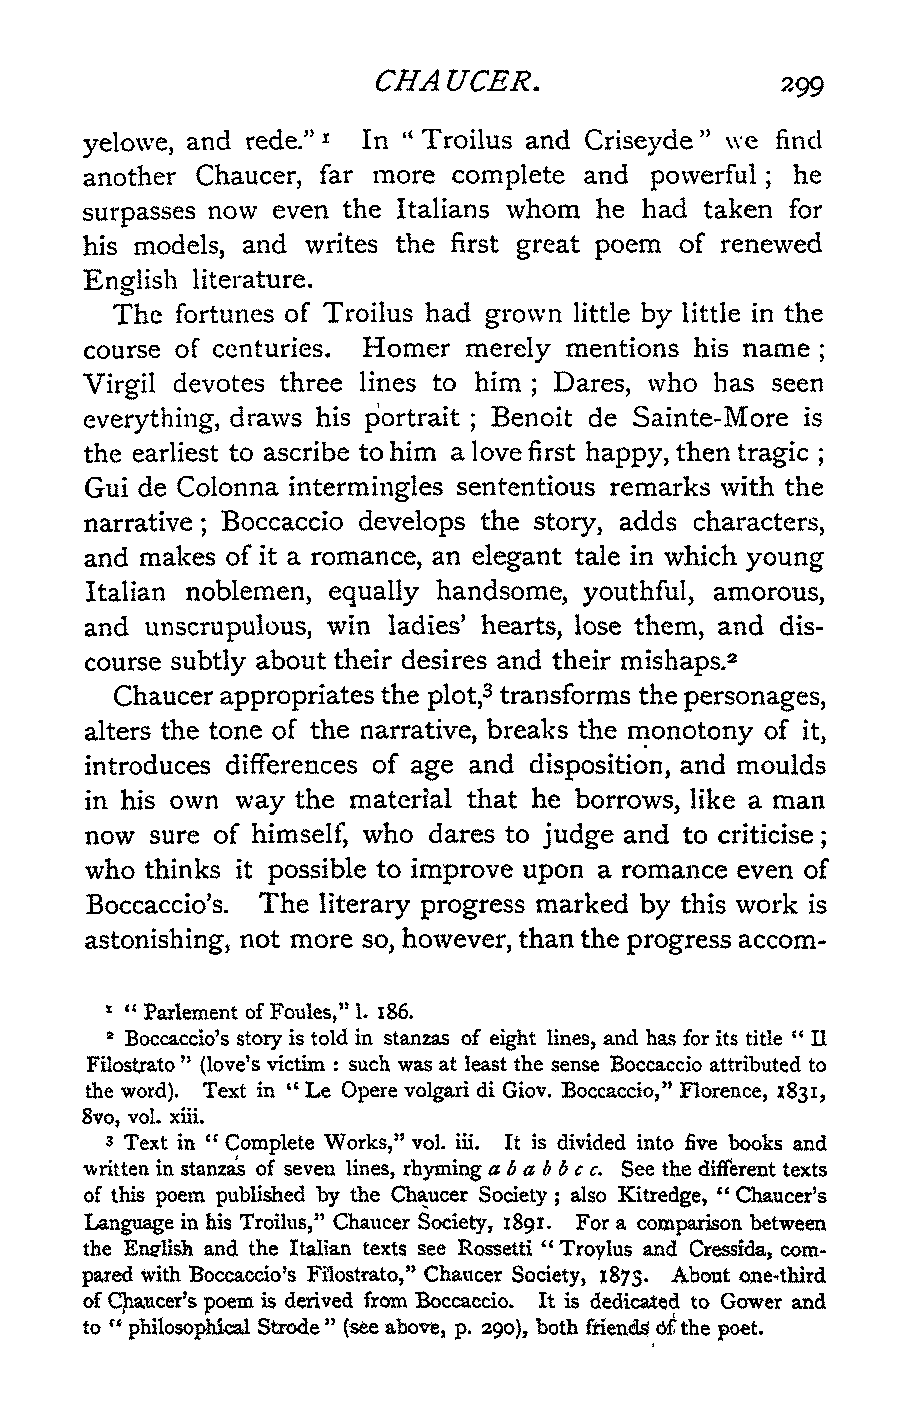 CHAUCER. 299
yelowe, and rede." ¹ In " Troilus and Criseyde " we find
another Chaucer, far more complete and powerful ; he
surpasses now even the Italians whom he had taken for
his models, and writes the first great poem of renewed
English literature.
The fortunes of Troilus had grown little by little in the
course of centuries. Homer merely mentions his name ;
Virgil devotes three lines to him ; Dares, who has seen
everything, draws his portrait ; Benoit de Sainte-More is
the earliest to ascribe to him a love first happy, then tragic ;
Gui de Colonna intermingles sententious remarks with the
narrative ; Boccaccio develops the story, adds characters,
and makes of it a romance, an elegant tale in which young
Italian noblemen, equally handsome, youthful, amorous,
and unscrupulous, win ladies' hearts, lose them, and dis-
course subtly about their desires and their mishaps.²
Chaucer appropriates the plot,³ transforms the personages,
alters the tone of the narrative, breaks the monotony of it,
introduces differences of age and disposition, and moulds
in his own way the material that he borrows, like a man
now sure of himself, who dares to judge and to criticise ;
who thinks it possible to improve upon a romance even of
Boccaccio's. The literary progress marked by this work is
astonishing, not more so, however, than the progress accom-
¹ " Parlement of Foules," l. 186.
² Boccaccio's story is told in stanzas of eight lines, and has for its title " Il
Filostrato " (love's victim : such was at least the sense Boccaccio attributed to
the word). Text in " Le Opere volgari di Giov. Boccaccio," Florence, 1831,
8vo, vol. xiii.
³ Text in " Complete Works," vol. iii. It is divided into five books and
written in stanzas of seven lines, rhyming a b a b b c c. See the different texts
of this poem published by the Chaucer Society ; also Kitredge, " Chaucer's
Language in his Troilus," Chaucer Society, 1891. For a comparison between
the English and the Italian texts see Rossetti " Troylus and Cressida, com-
pared with Boccaccio's Filostrato," Chaucer Society, 1873. About one-third
of Chaucer's poem is derived from Boccaccio. It is dedicated to Gower and
to " philosophical Strode " (see above, p. 290), both friends of the poet.